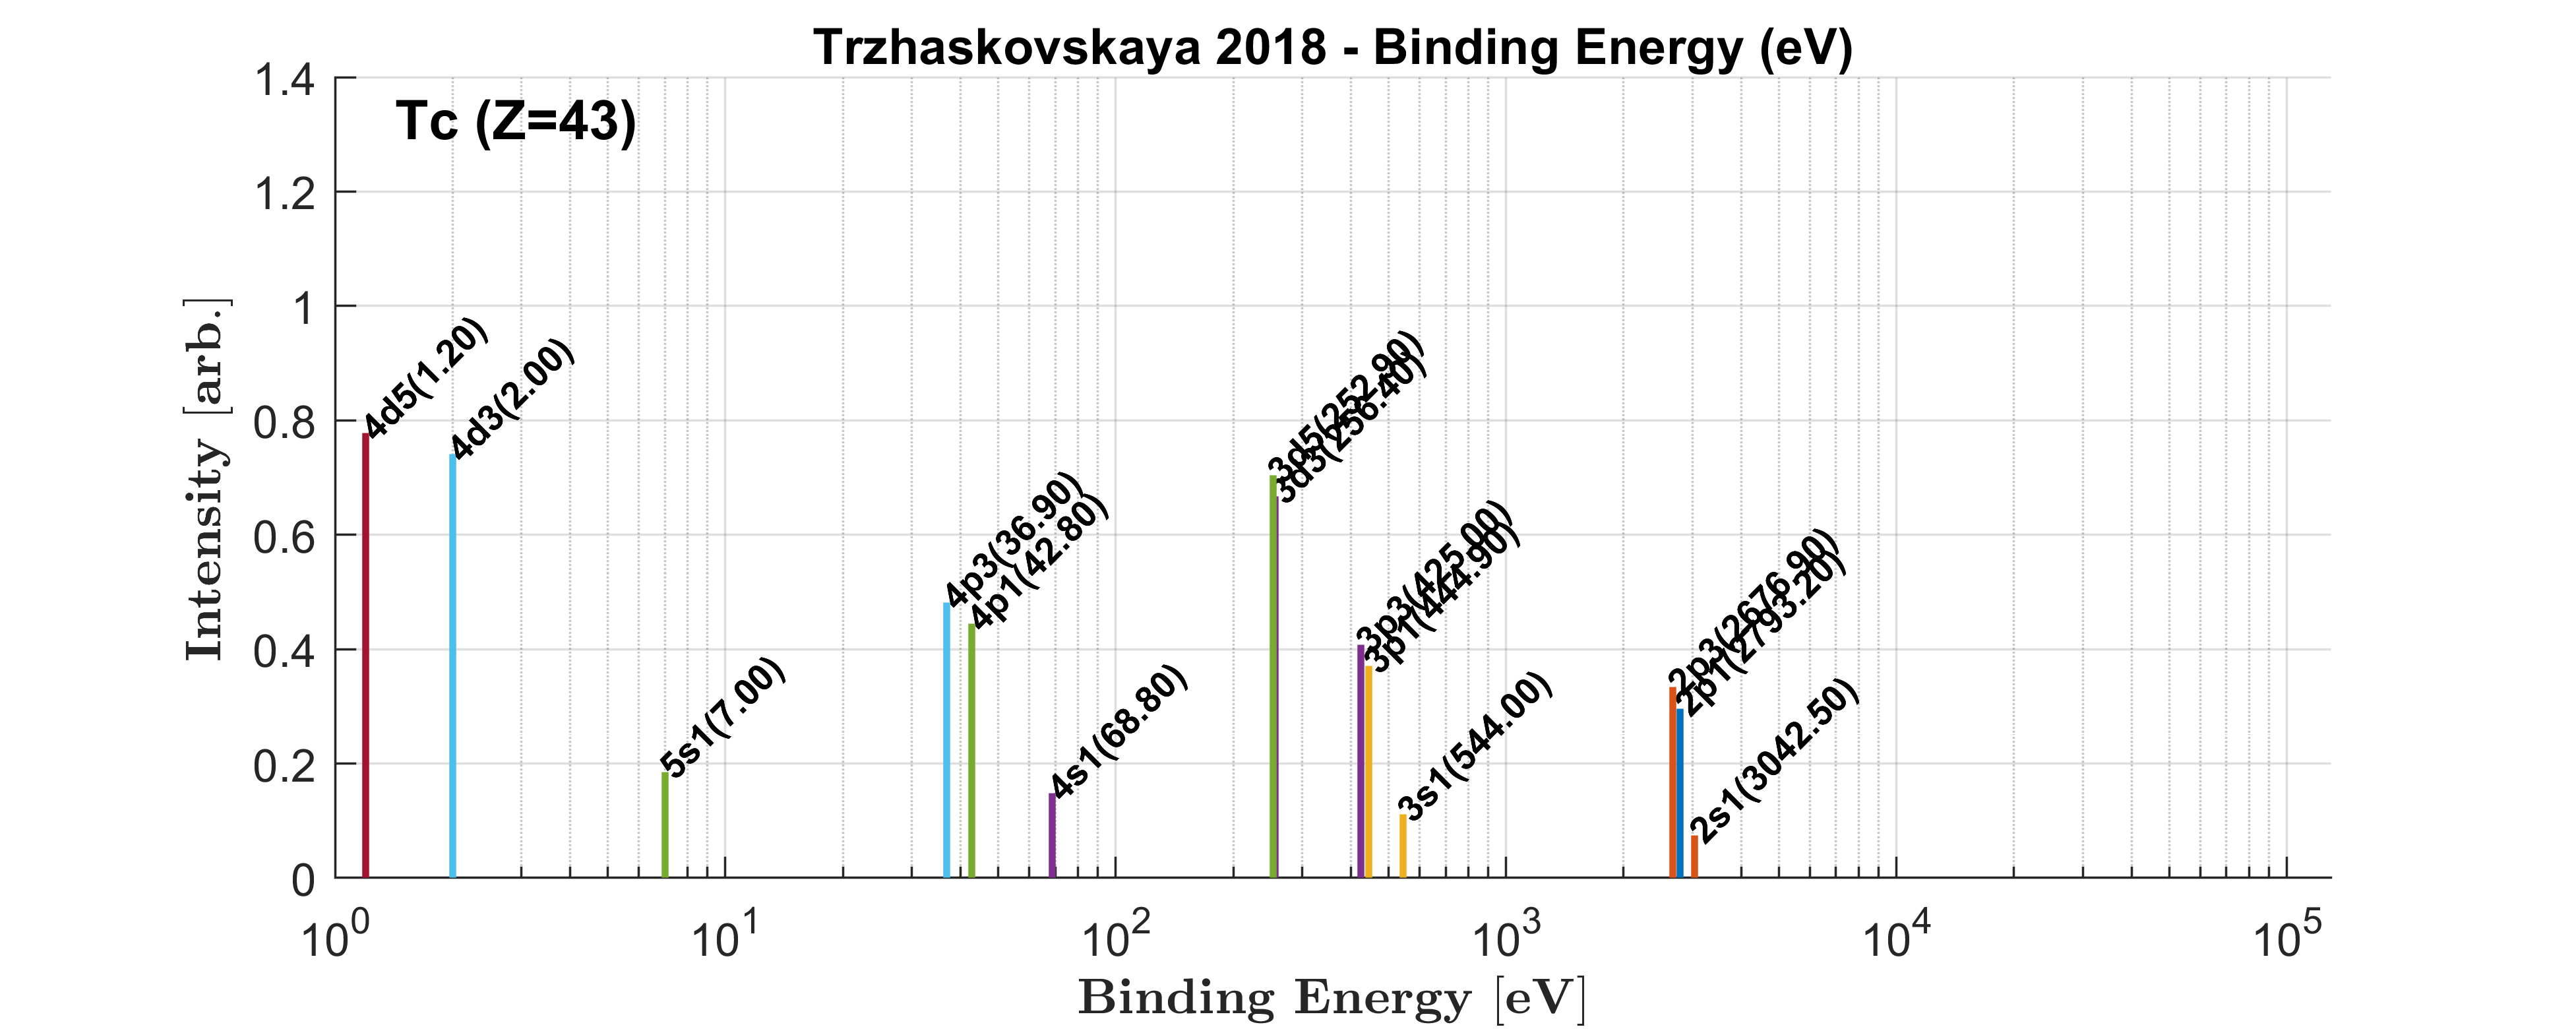 Trzhaskovskaya 2018 - Binding Energy (eV)
Tc (Z=43)
Intensity [arb.]
1.4
1.2
1
0.8
0.6
0.4
0.2
0
4d5(1.20)
4d3(2.00)
5s1(7.00)
4p3(36.90)
4p1(42.80)
4s1(68.80)
3d5(252.90)
3d3(256.40)
3p3(425.00)
3p1(444.90)
3s1(544.00)
2p3(2676.90)
2p1(2793.20)
2s1(3042.50)
10^0
10^1
10^2
10^3
10^4
10^5
Binding Energy [eV]